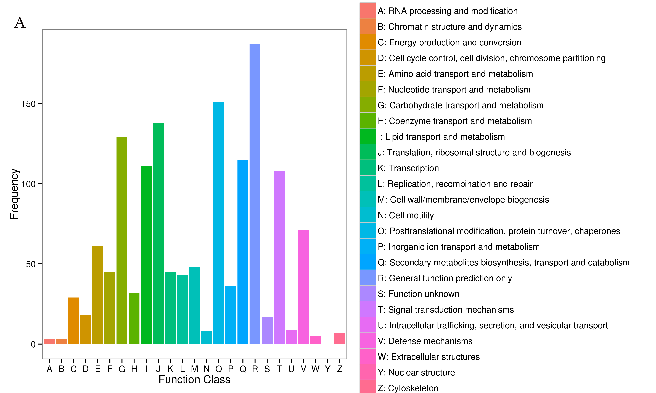 A
Frequency
150
100
50
0
A B C D E F G H I J K L M N O P Q R S T U V W Y Z
Function Class
A: RNA processing and modification
B: Chromatin structure and dynamics
C: Energy production and conversion
D: Cell cycle control, cell division, chromosome partitioning
E: Amino acid transport and metabolism
F: Nucleotide transport and metabolism
G: Carbohydrate transport and metabolism
H: Coenzyme transport and metabolism
I: Lipid transport and metabolism
J: Translation, ribosomal structure and biogenesis
K: Transcription
L: Replication, recombination and repair
M: Cell wall/membrane/envelope biogenesis
N: Cell motility
O: Posttranslational modification, protein turnover, chaperones
P: Inorganic ion transport and metabolism
Q: Secondary metabolites biosynthesis, transport and catabolism
R: General function prediction only
S: Function unknown
T: Signal transduction mechanisms
U: Intracellular trafficking, secretion, and vesicular transport
V: Defense mechanisms
W: Extracellular structures
Y: Nuclear structure
Z: Cytoskeleton